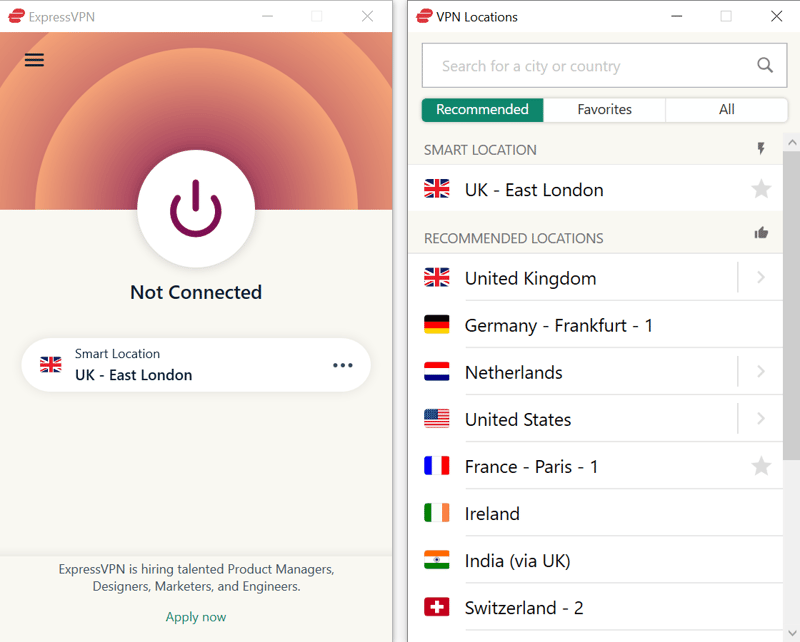 ExpressVPN
Not Connected
Smart Location
UK - East London
ExpressVPN is hiring talented Product Managers,
Designers, Marketers, and Engineers.
Apply now
VPN Locations
Search for a city or country
Recommended
Favorites
All
SMART LOCATION
UK - East London
RECOMMENDED LOCATIONS
United Kingdom
Germany - Frankfurt - 1
Netherlands
United States
France - Paris - 1
Ireland
India (via UK)
Switzerland - 2